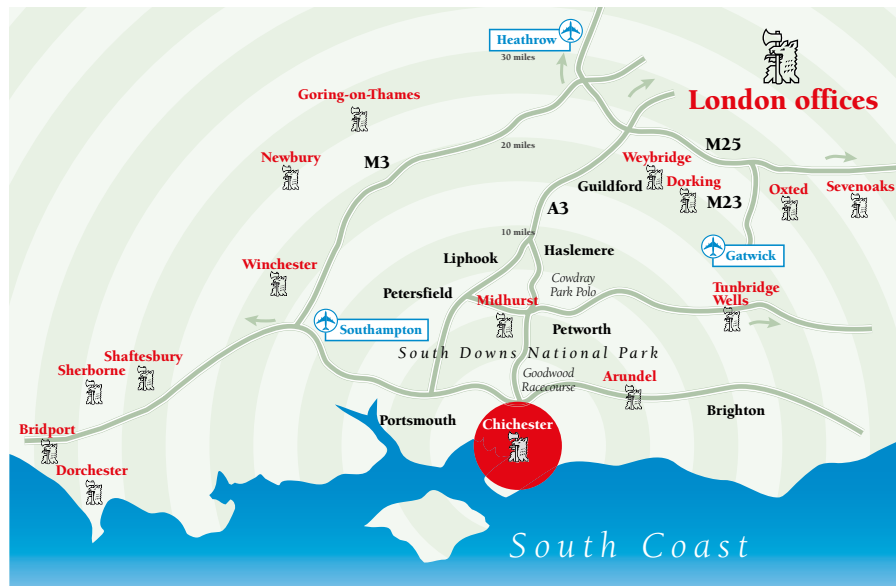 Heathrow
30 miles
London offices
Goring-on-Thames
M25
20 miles
Newbury
M3
Weybridge
Guildford
Dorking
Oxted
Sevenoaks
M23
A3
10 miles
Liphook
Haslemere
Gatwick
Winchester
Cowdray
Park Polo
Petersfield
Midhurst
Tunbridge
Wells
Southampton
Petworth
South Downs National Park
Shaftesbury
Sherborne
Goodwood
Racecourse
Arundel
Portsmouth
Chichester
Brighton
Bridport
Dorchester
South Coast